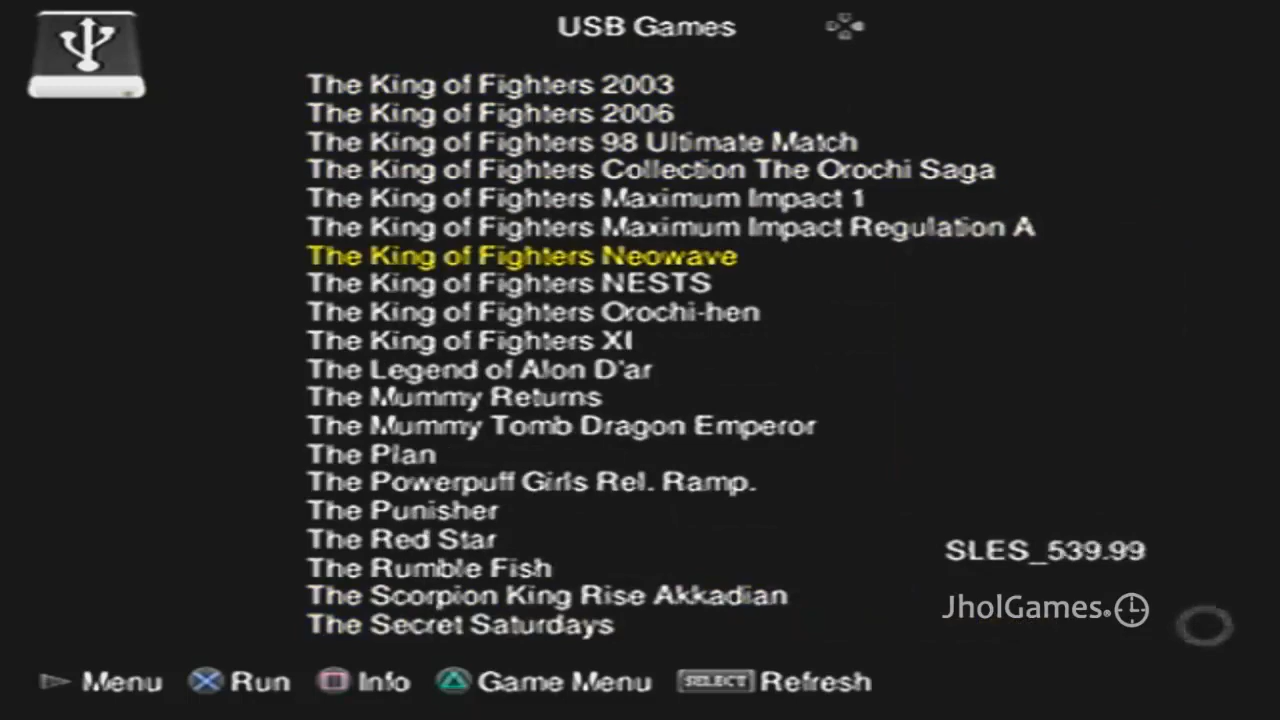 USB Games
The King of Fighters 2003
The King of Fighters 2006
The King of Fighters 98 Ultimate Match
The King of Fighters Collection The Orochi Saga
The King of Fighters Maximum Impact 1
The King of Fighters Maximum Impact Regulation A
The King of Fighters Neowave
The King of Fighters NESTS
The King of Fighters Orochi-hen
The King of Fighters XI
The Legend of Alon D'ar
The Mummy Returns
The Mummy Tomb Dragon Emperor
The Plan
The Powerpuff Girls Rel. Ramp.
The Punisher
The Red Star
The Rumble Fish
The Scorpion King Rise Akkadian
The Secret Saturdays
SLES_539.99
JholGames.
Menu Run Info Game Menu SELECT Refresh